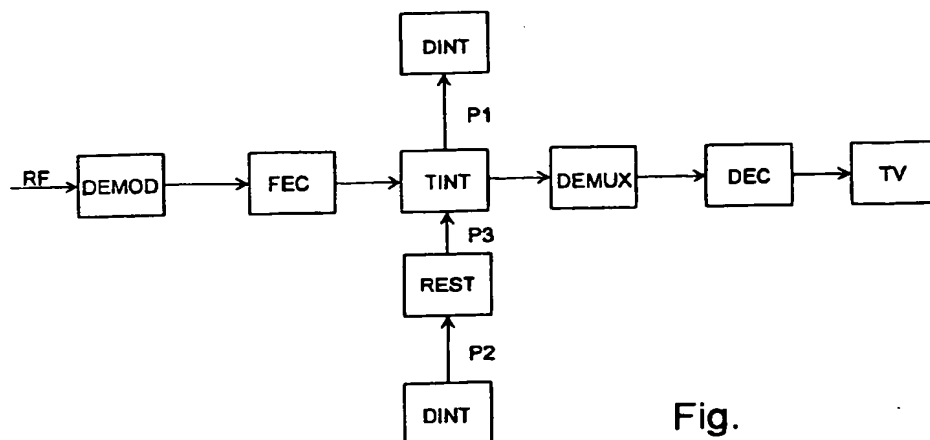 DINT
P1
RF
DEMOD
FEC
TINT
DEMUX
DEC
TV
P3
REST
P2
DINT
Fig.